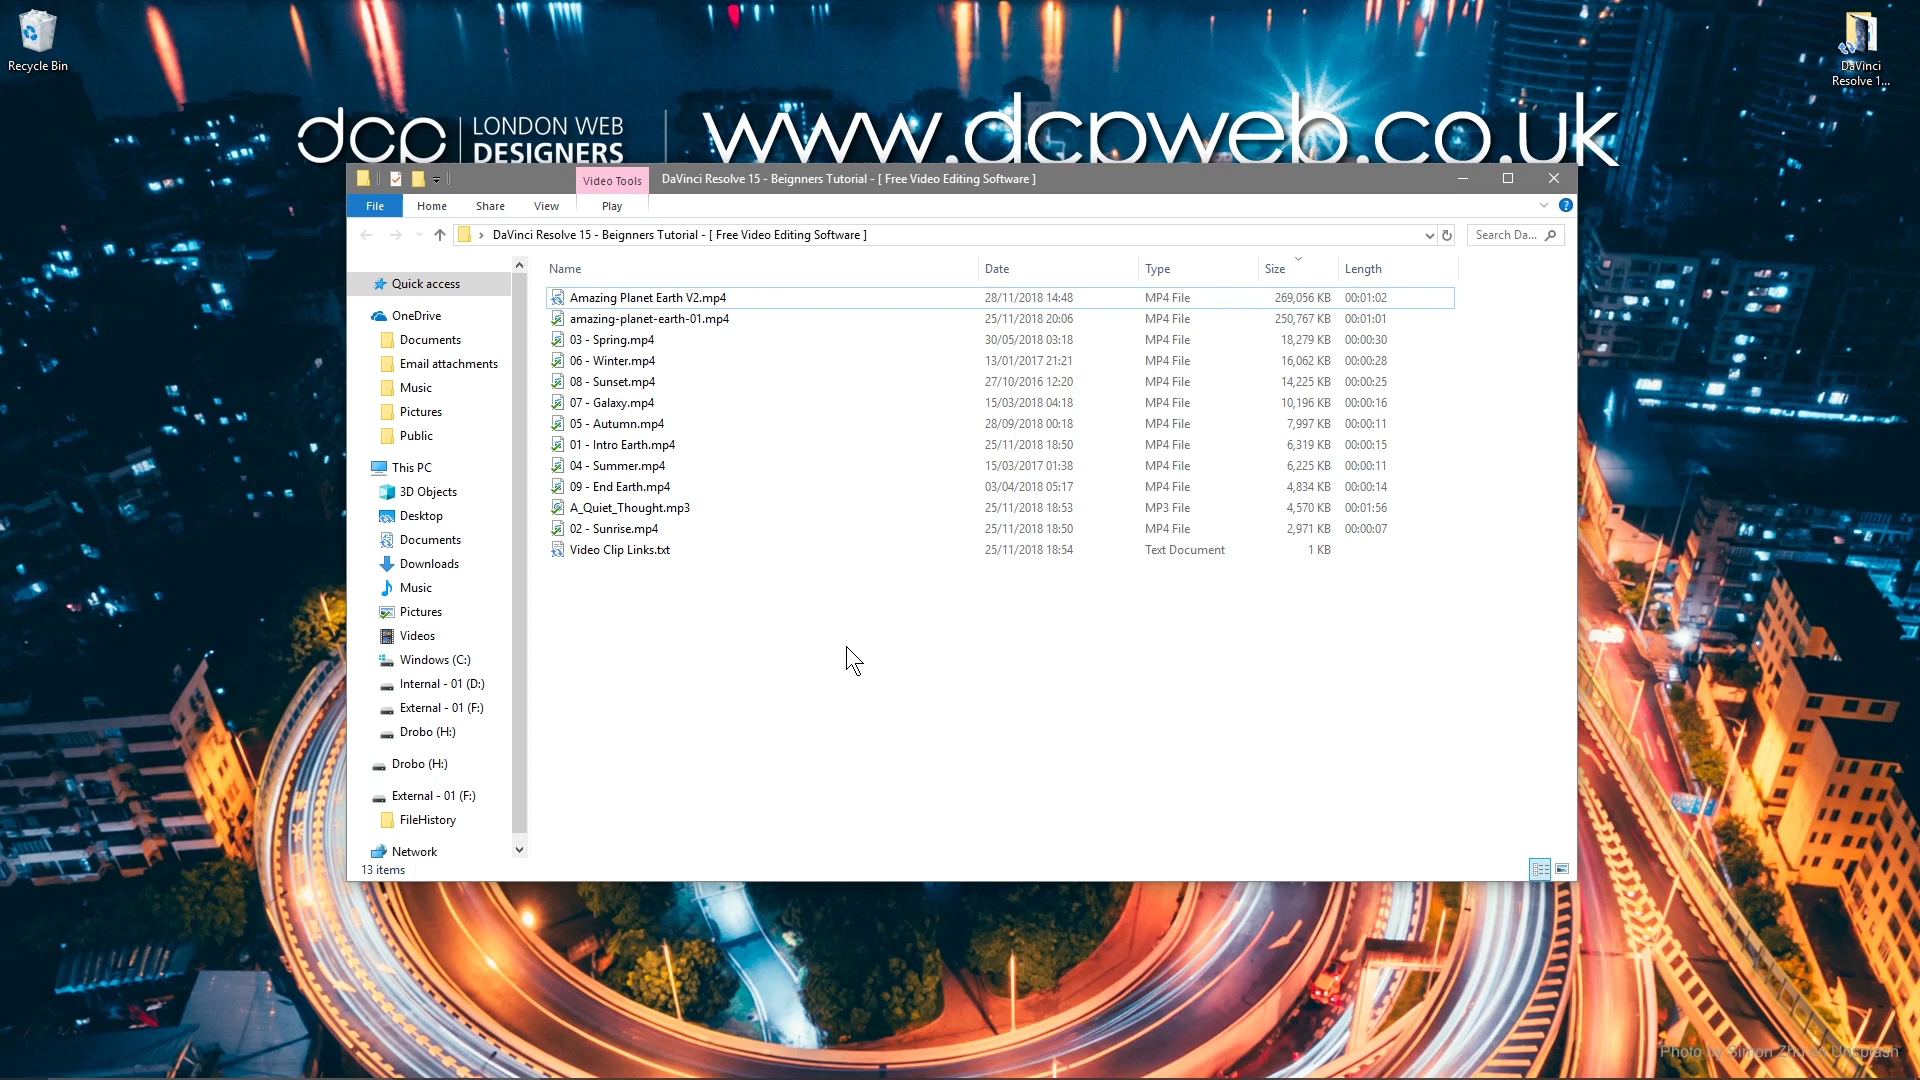 Recycle Bin
DaVinci
Resolve 1...
dcp LONDON WEB DESIGNERS www.dcpweb.co.uk
Video Tools DaVinci Resolve 15 - Beignners Tutorial - [ Free Video Editing Software ]
File Home Share View Play
DaVinci Resolve 15 - Beignners Tutorial - [ Free Video Editing Software ] Search Da...
Name Date Type Size Length
Amazing Planet Earth V2.mp4 28/11/2018 14:48 MP4 File 269,056 KB 00:01:02
amazing-planet-earth-01.mp4 25/11/2018 20:06 MP4 File 250,767 KB 00:01:01
03 - Spring.mp4 30/05/2018 03:18 MP4 File 18,279 KB 00:00:30
06 - Winter.mp4 13/01/2017 21:21 MP4 File 16,062 KB 00:00:28
08 - Sunset.mp4 27/10/2016 12:20 MP4 File 14,225 KB 00:00:25
07 - Galaxy.mp4 15/03/2018 04:18 MP4 File 10,196 KB 00:00:16
05 - Autumn.mp4 28/09/2018 00:18 MP4 File 7,997 KB 00:00:11
01 - Intro Earth.mp4 25/11/2018 18:50 MP4 File 6,319 KB 00:00:15
04 - Summer.mp4 15/03/2017 01:38 MP4 File 6,225 KB 00:00:11
09 - End Earth.mp4 03/04/2018 05:17 MP4 File 4,834 KB 00:00:14
A_Quiet_Thought.mp3 25/11/2018 18:53 MP3 File 4,570 KB 00:01:56
02 - Sunrise.mp4 25/11/2018 18:50 MP4 File 2,971 KB 00:00:07
Video Clip Links.txt 25/11/2018 18:54 Text Document 1 KB
Quick access
OneDrive
Documents
Email attachments
Music
Pictures
Public
This PC
3D Objects
Desktop
Documents
Downloads
Music
Pictures
Videos
Windows (C:)
Internal - 01 (D:)
External - 01 (F:)
Drobo (H:)
Drobo (H:)
External - 01 (F:)
FileHistory
Network
13 items
Photo by Simon Zhu on Unsplash